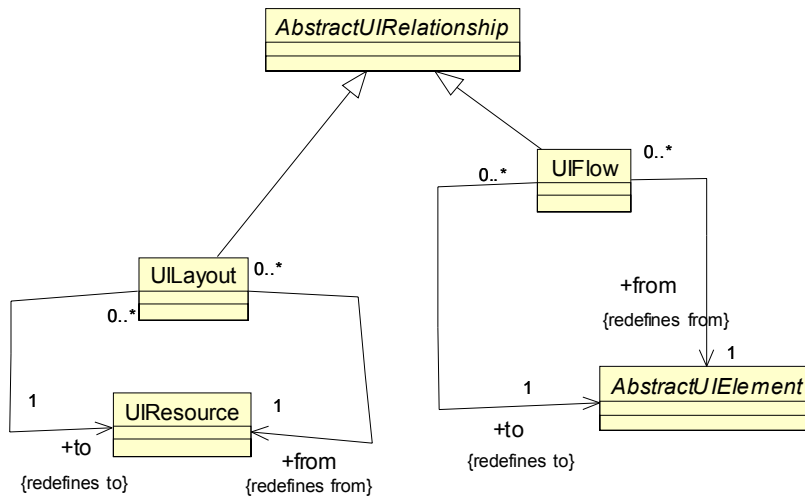 AbstractUIRelationship
0..*
UIFlow
0..*
UILayout
0..*
0..*
+from
{redefines from}
1
AbstractUIElement
1
UIResource
1
1
+to
{redefines to}
+to
{redefines to}
+from
{redefines from}